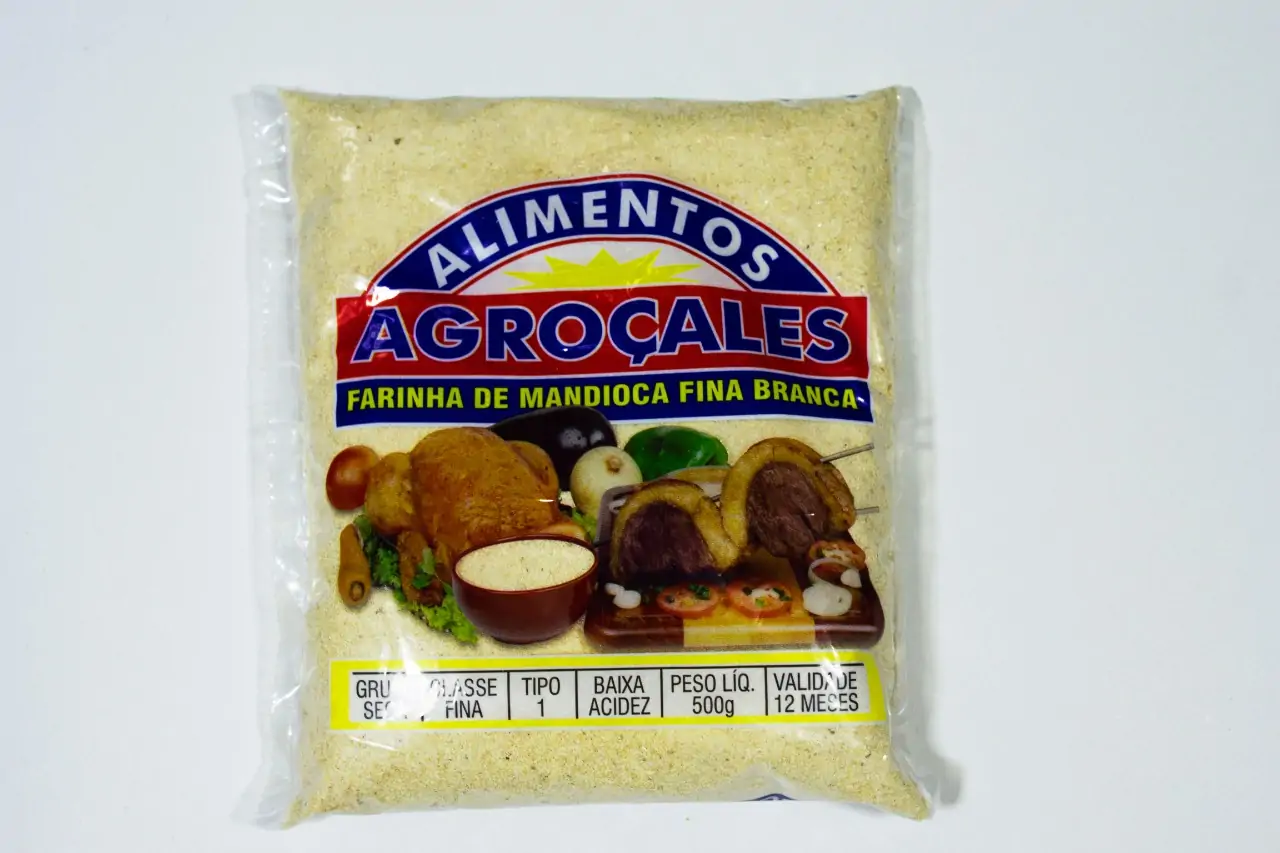 ALIMENTOS
AGROÇALES
FARINHA DE MANDIOCA FINA BRANCA
CLASSE
FINA
TIPO
1
BAIXA
ACIDEZ
PESO LÍQ.
500g
VALIDADE
12 MESES